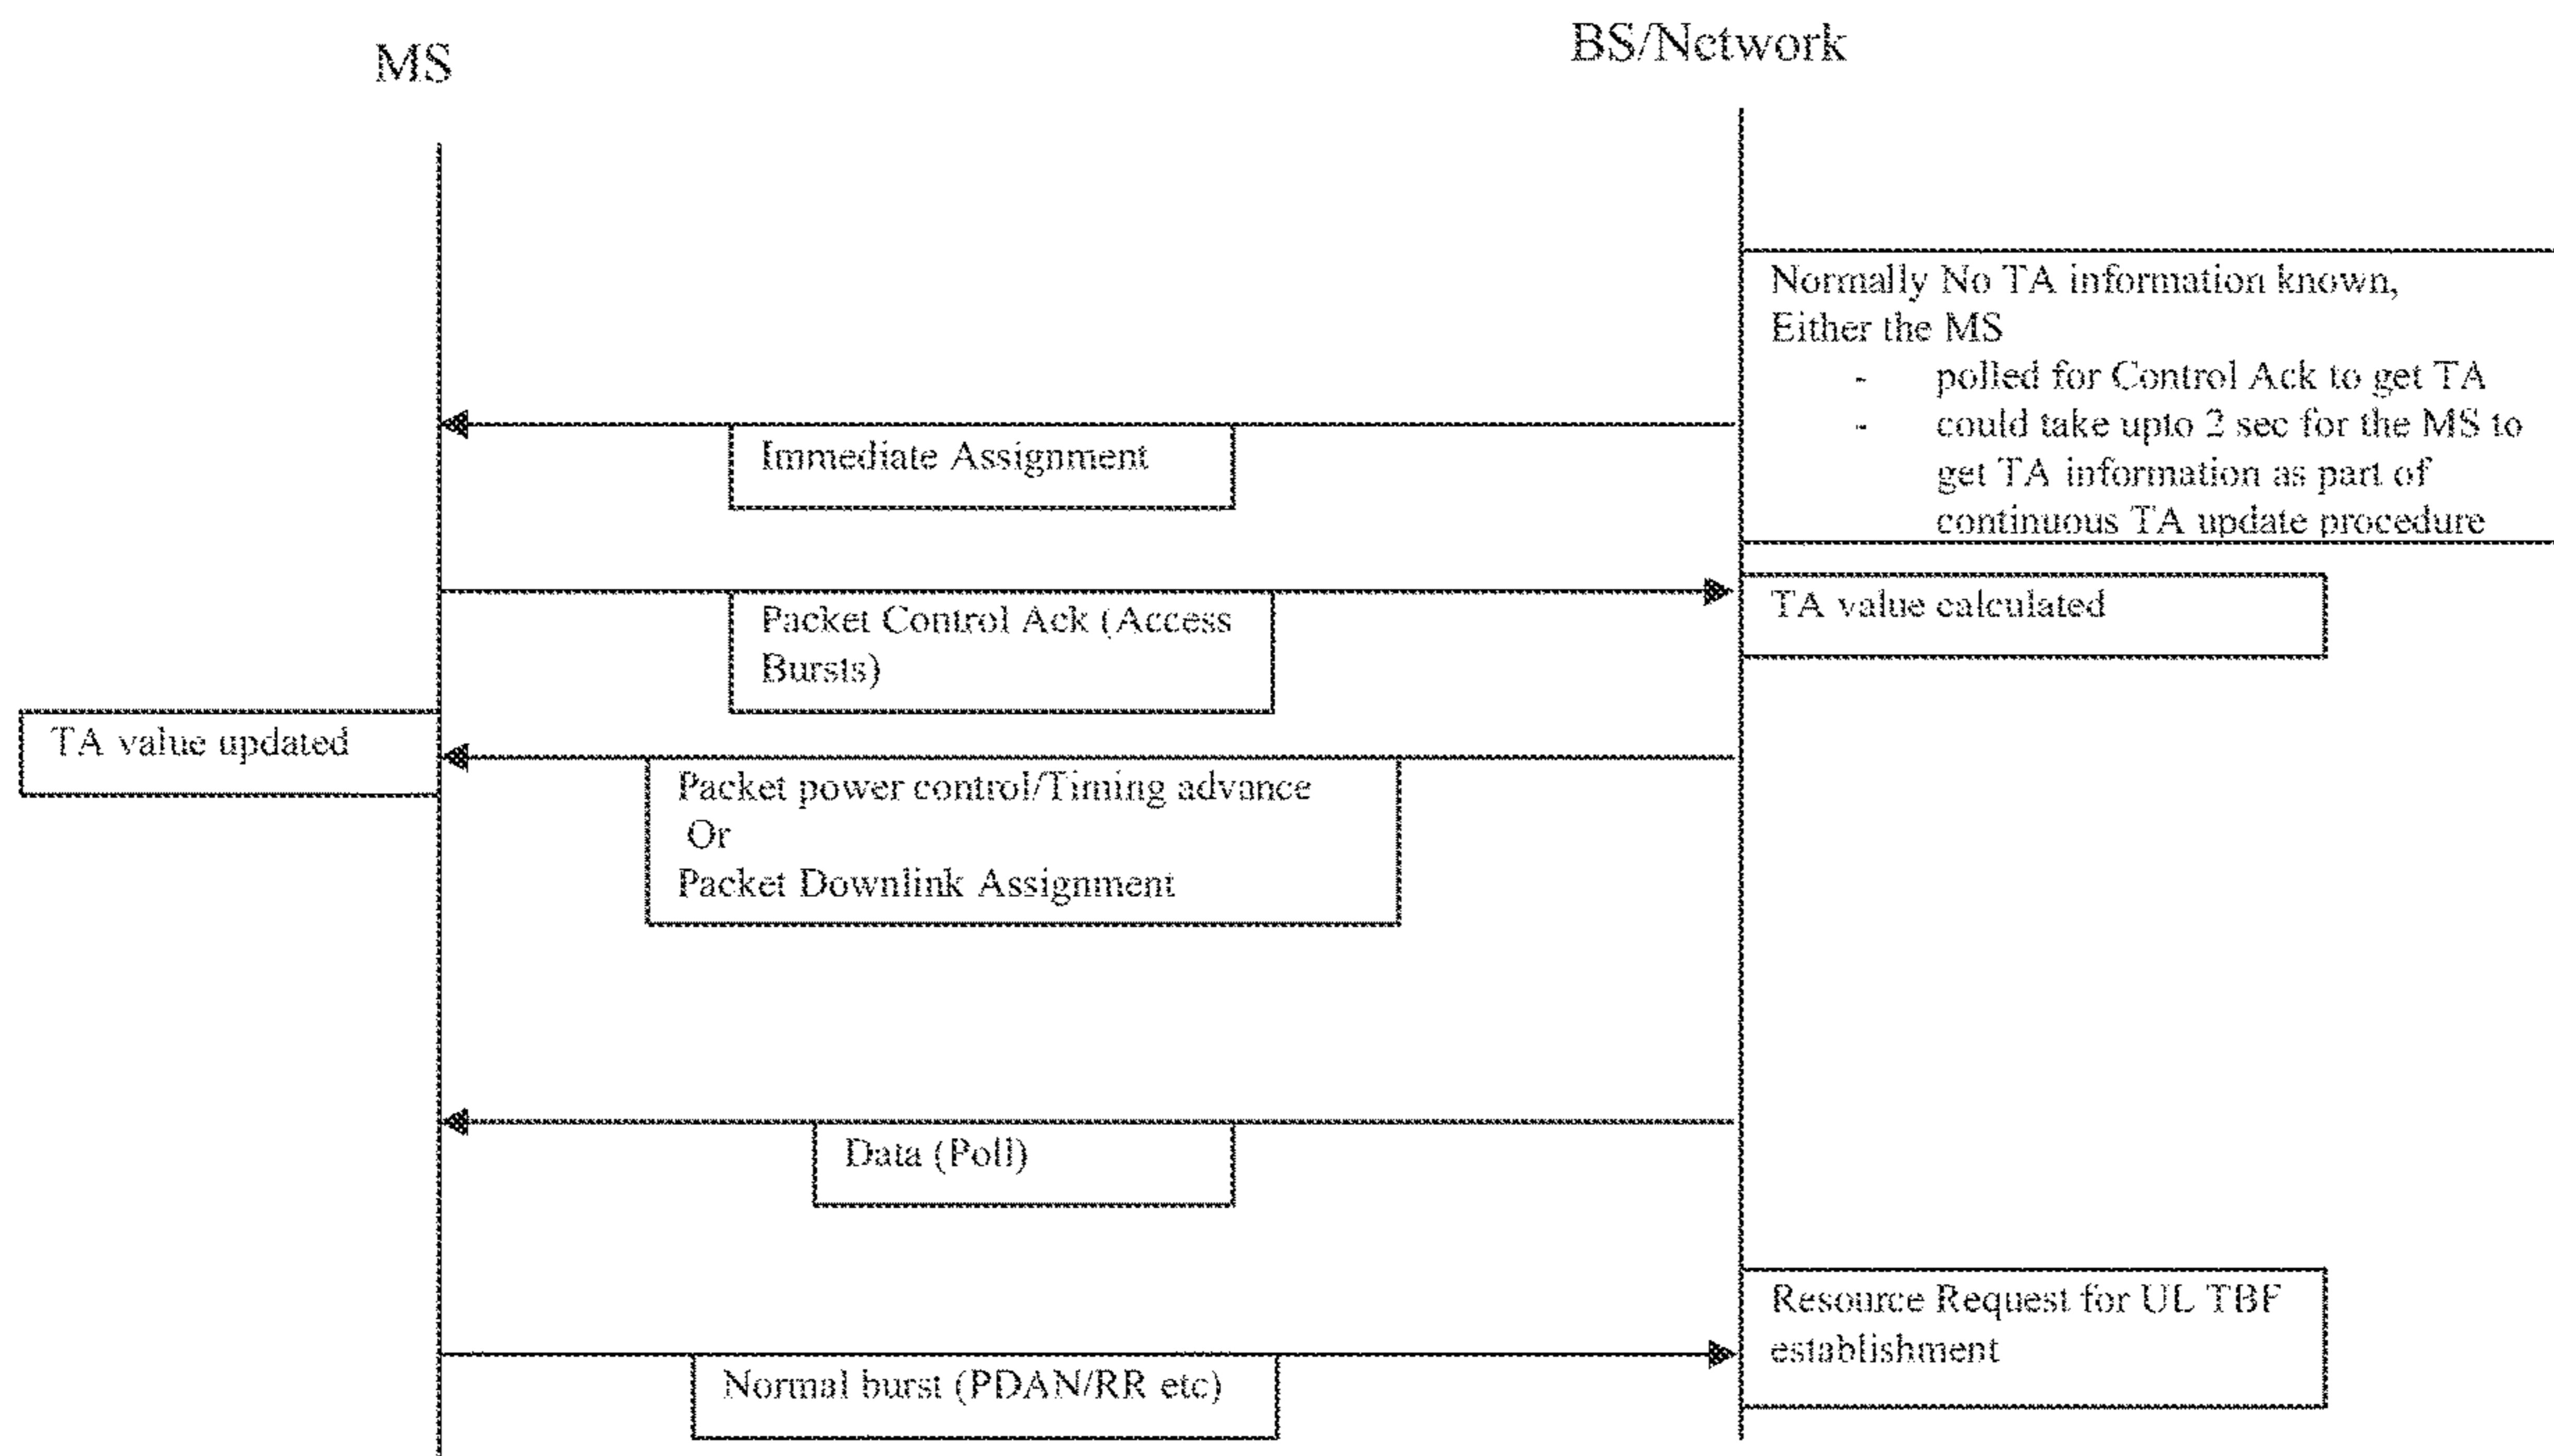 MS
BS/Network
Normally No TA information known,
Either the MS
- polled for Control Ack to get TA
- could take upto 2 sec for the MS to
get TA information as part of
continuous TA update procedure
Immediate Assignment
Packet Control Ack (Access
Bursts)
TA value calculated
TA value updated
Packet power control/Timing advance
Or
Packet Downlink Assignment
Data (Poll)
Resource Request for UL TBF
establishment
Normal burst (PDAN/RR etc)